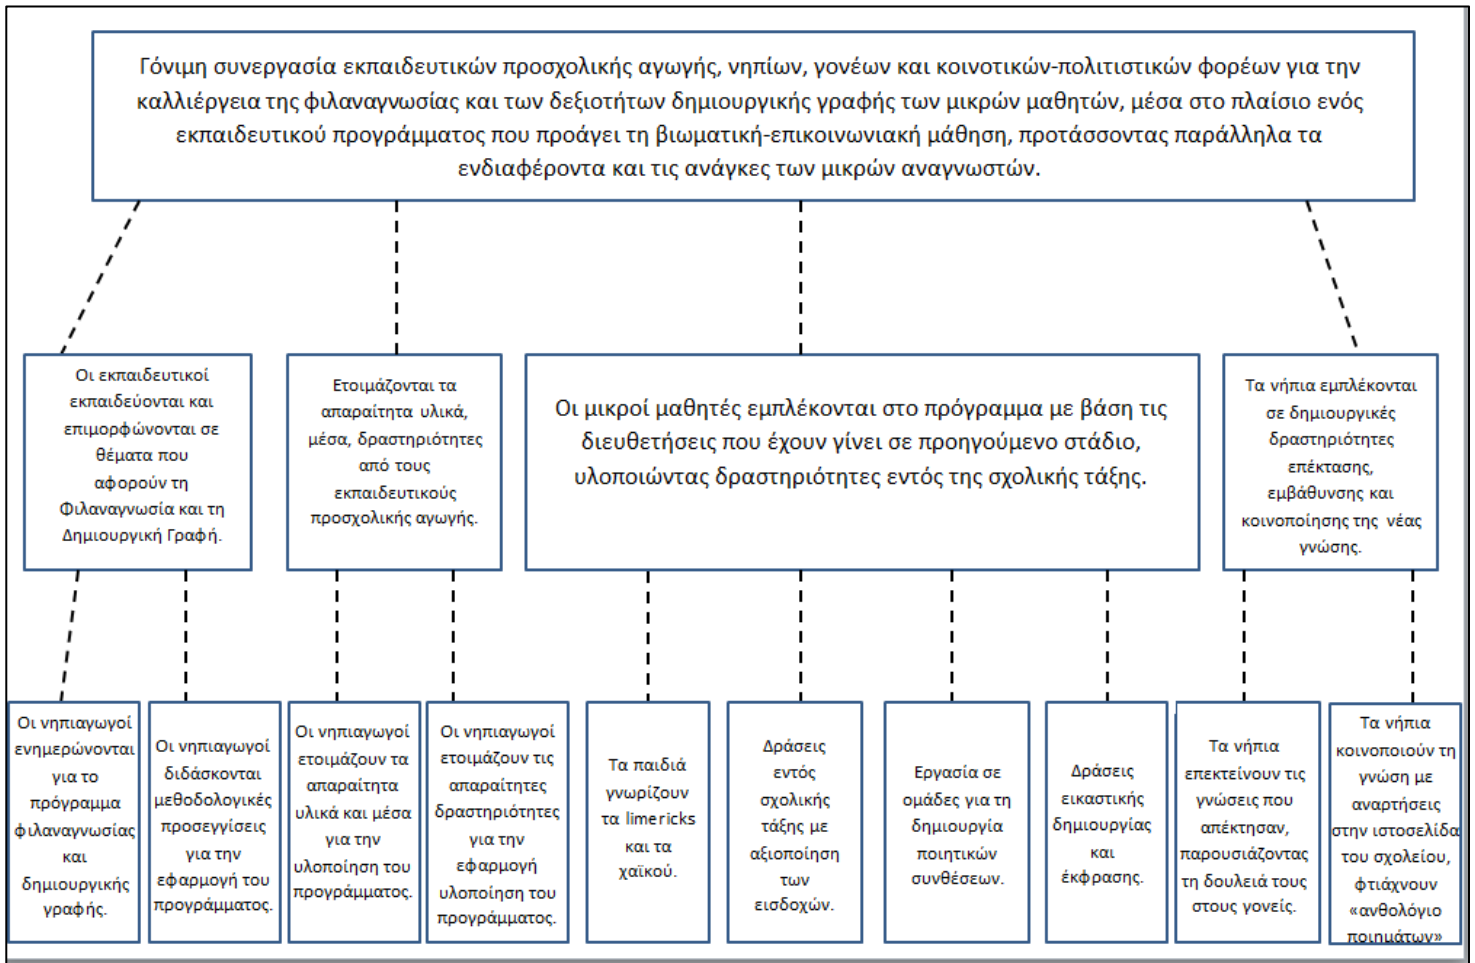 Γόνιμη συνεργασία εκπαιδευτικών προσχολικής αγωγής, νηπίων, γονέων και κοινοτικών-πολιτιστικών φορέων για την
καλλιέργεια της φιλαναγνωσίας και των δεξιοτήτων δημιουργικής γραφής των μικρών μαθητών, μέσα στο πλαίσιο ενός
εκπαιδευτικού προγράμματος που προάγει τη βιωματική-επικοινωνιακή μάθηση, προτάσσοντας παράλληλα τα
ενδιαφέροντα και τις ανάγκες των μικρών αναγνωστών.
Οι εκπαιδευτικοί
εκπαιδεύονται και
επιμορφώνονται σε
θέματα που
αφορούν τη
Φιλαναγνωσία και τη
Δημιουργική Γραφή.
Ετοιμάζονται τα
απαραίτητα υλικά,
μέσα, δραστηριότητες
από τους
εκπαιδευτικούς
προσχολικής αγωγής.
Οι μικροί μαθητές εμπλέκονται στο πρόγραμμα με βάση τις
διευθετήσεις που έχουν γίνει σε προηγούμενο στάδιο,
υλοποιώντας δραστηριότητες εντός της σχολικής τάξης.
Τα νήπια εμπλέκονται
σε δημιουργικές
δραστηριότητες
επέκτασης,
εμβάθυνσης και
κοινοποίησης της νέας
γνώσης.
Οι νηπιαγωγοί
ενημερώνονται
για το
πρόγραμμα
φιλαναγνωσίας
και
δημιουργικής
γραφής.
Οι νηπιαγωγοί
διδάσκονται
μεθοδολογικές
προσεγγίσεις
για την
εφαρμογή του
προγράμματος.
Οι νηπιαγωγοί
ετοιμάζουν τα
απαραίτητα
υλικά και μέσα
για την
υλοποίηση του
προγράμματος.
Οι νηπιαγωγοί
ετοιμάζουν τις
απαραίτητες
δραστηριότητες
για την
εφαρμογή
υλοποίηση του
προγράμματος.
Τα παιδιά
γνωρίζουν
τα limericks
και τα
χαϊκού.
Δράσεις
εντός
σχολικής
τάξης με
αξιοποίηση
των
εισδοχών.
Εργασία σε
ομάδες για τη
δημιουργία
ποιητικών
συνθέσεων.
Δράσεις
εικαστικής
δημιουργίας
και
έκφρασης.
Τα νήπια
επεκτείνουν τις
γνώσεις που
απέκτησαν,
παρουσιάζοντας
τη δουλειά τους
στους γονείς.
Τα νήπια
κοινοποιούν τη
γνώση με
αναρτήσεις
στην ιστοσελίδα
του σχολείου,
φτιάχνουν
«ανθολόγιο
ποιημάτων»